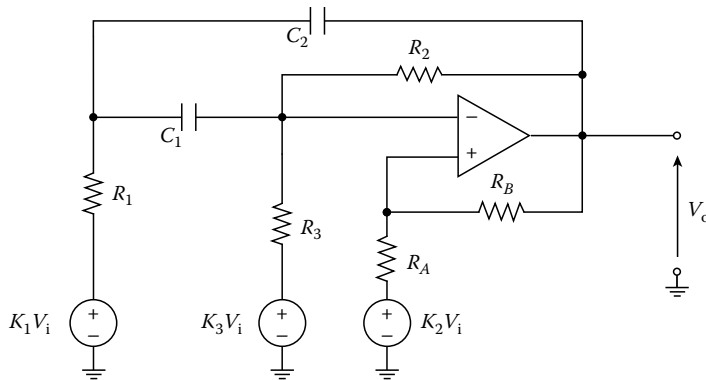 C2
R2
C1
−
+
R1
R3
RB
RA
Vo
K1Vi
+
−
K3Vi
+
−
+
−
K2Vi